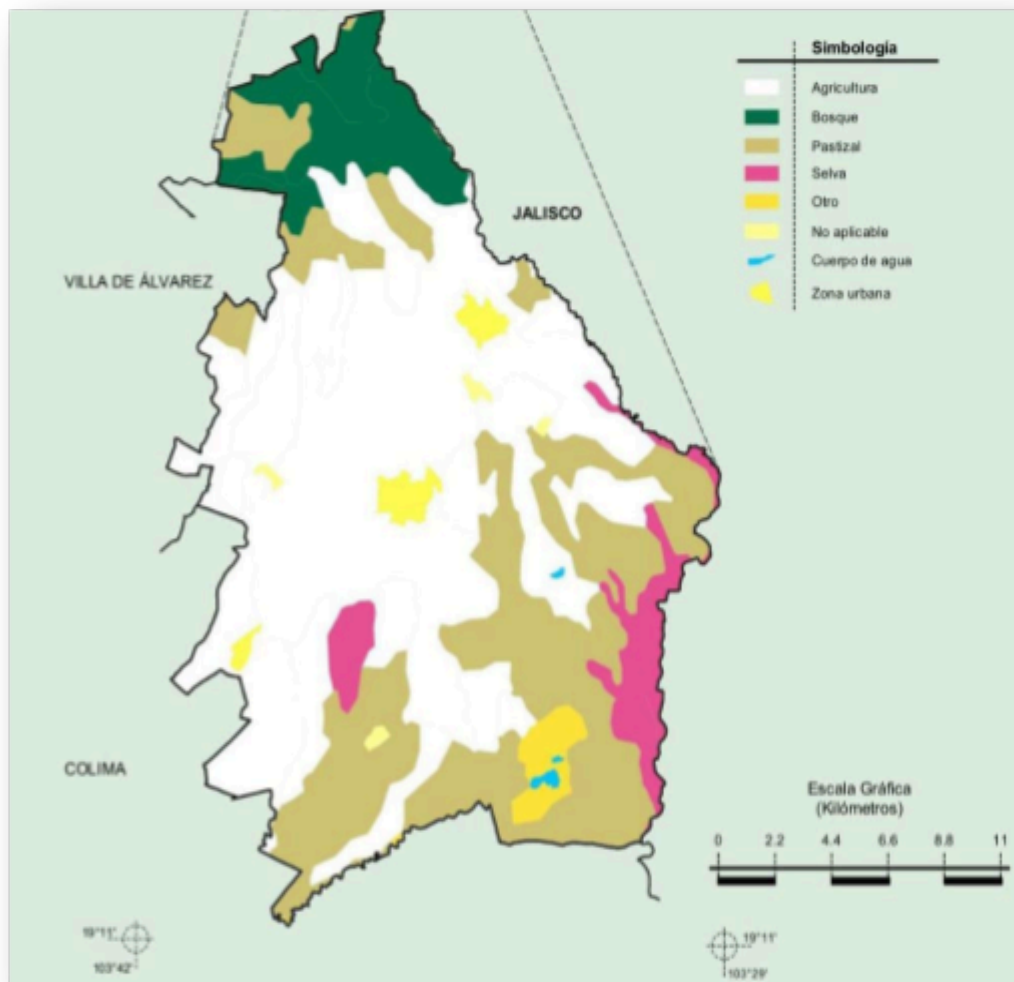 Simbología
Agricultura
Bosque
Pastizal
Selva
Otro
No aplicable
Cuerpo de agua
Zona urbana
JALISCO
VILLA DE ÁLVAREZ
COLIMA
Escala Gráfica
(Kilómetros)
0 2.2 4.4 6.6 8.8 11
19°11'
103°42'
19°11'
103°29'